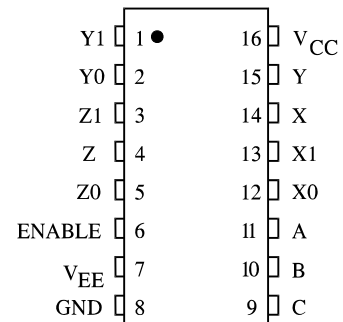 Y1 1 16 VCC
Y0 2 15 Y
Z1 3 14 X
Z 4 13 X1
Z0 5 12 X0
ENABLE 6 11 A
VEE 7 10 B
GND 8 9 C